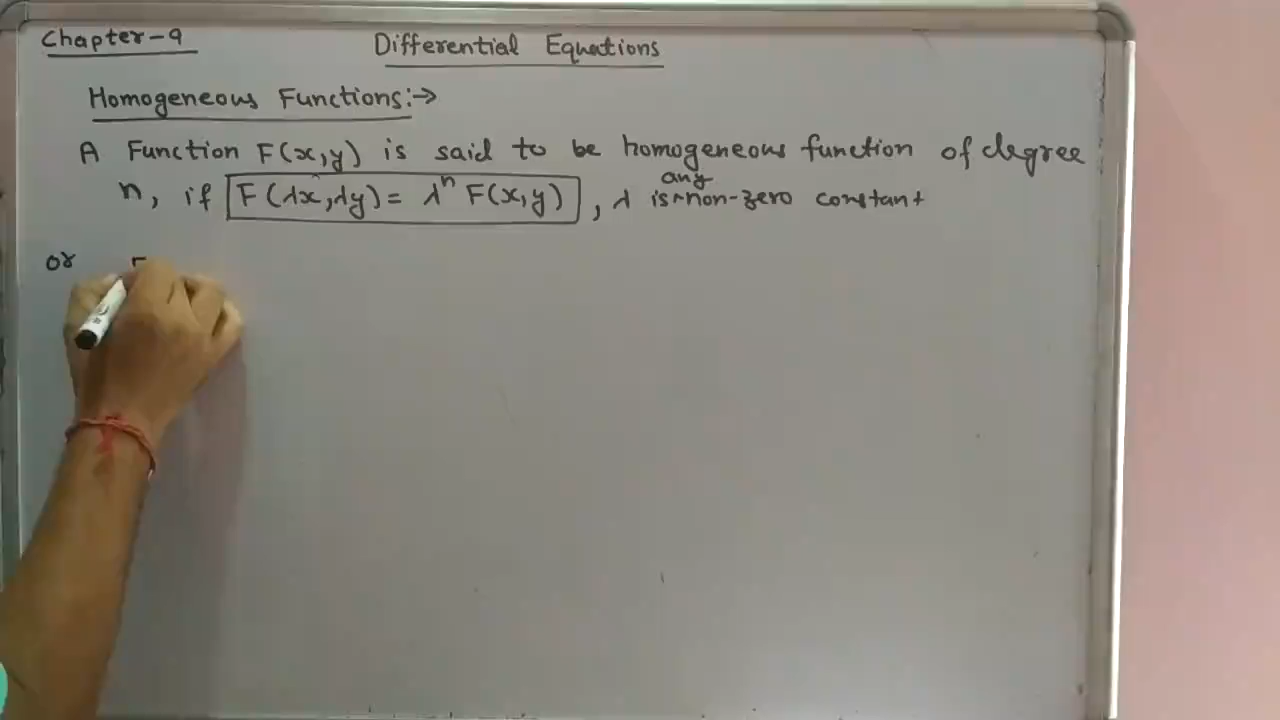 Chapter-9
Differential Equations
Homogeneous Functions:→
A Function F(x,y) is said to be homogeneous function of degree
n, if F(λx,λy)= λⁿ F(x,y), λ is any non-zero constant
or F